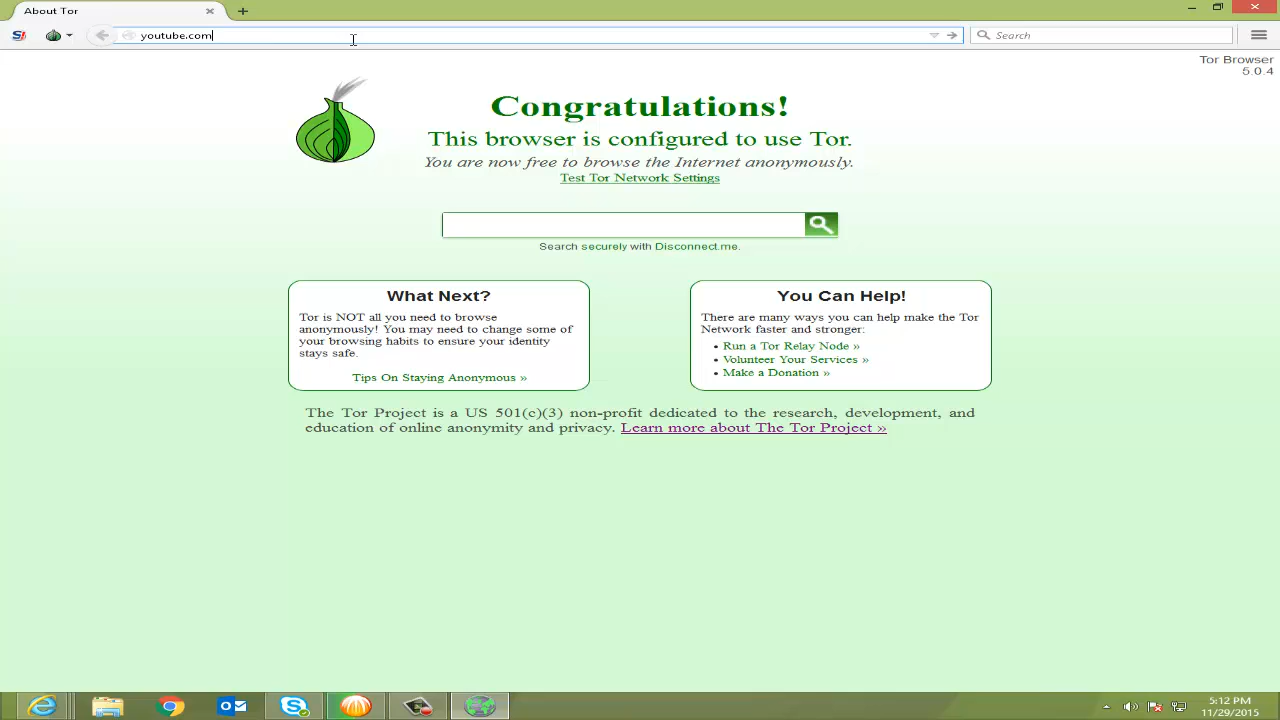 About Tor
youtube.com
Search
Tor Browser
5.0.4
Congratulations!
This browser is configured to use Tor.
You are now free to browse the Internet anonymously.
Test Tor Network Settings
Search securely with Disconnect.me.
What Next?
Tor is NOT all you need to browse
anonymously! You may need to change some of
your browsing habits to ensure your identity
stays safe.
Tips On Staying Anonymous »
You Can Help!
There are many ways you can help make the Tor
Network faster and stronger:
• Run a Tor Relay Node »
• Volunteer Your Services »
• Make a Donation »
The Tor Project is a US 501(c)(3) non-profit dedicated to the research, development, and
education of online anonymity and privacy. Learn more about The Tor Project »
5:12 PM
11/29/2015